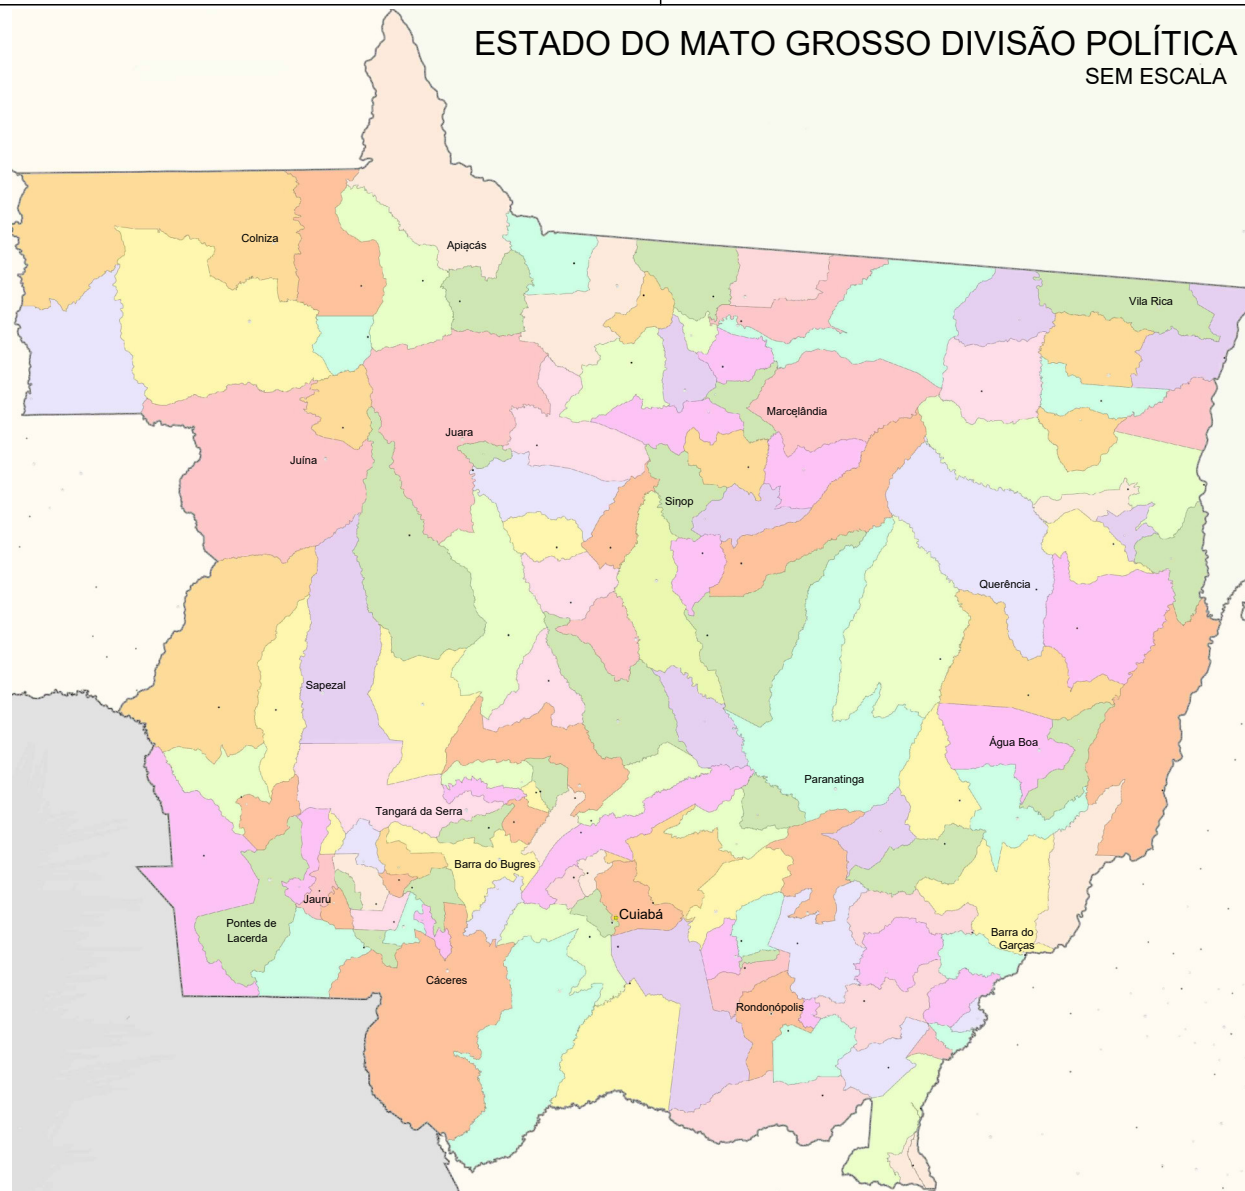 ESTADO DO MATO GROSSO DIVISÃO POLÍTICA
SEM ESCALA
Colniza
Apiacás
Vila Rica
Marcelândia
Juara
Juína
Sinop
Querência
Sapezal
Água Boa
Paranatinga
Tangará da Serra
Barra do Bugres
Jauru
Cuiabá
Pontes de
Lacerda
Barra do
Garças
Cáceres
Rondonópolis